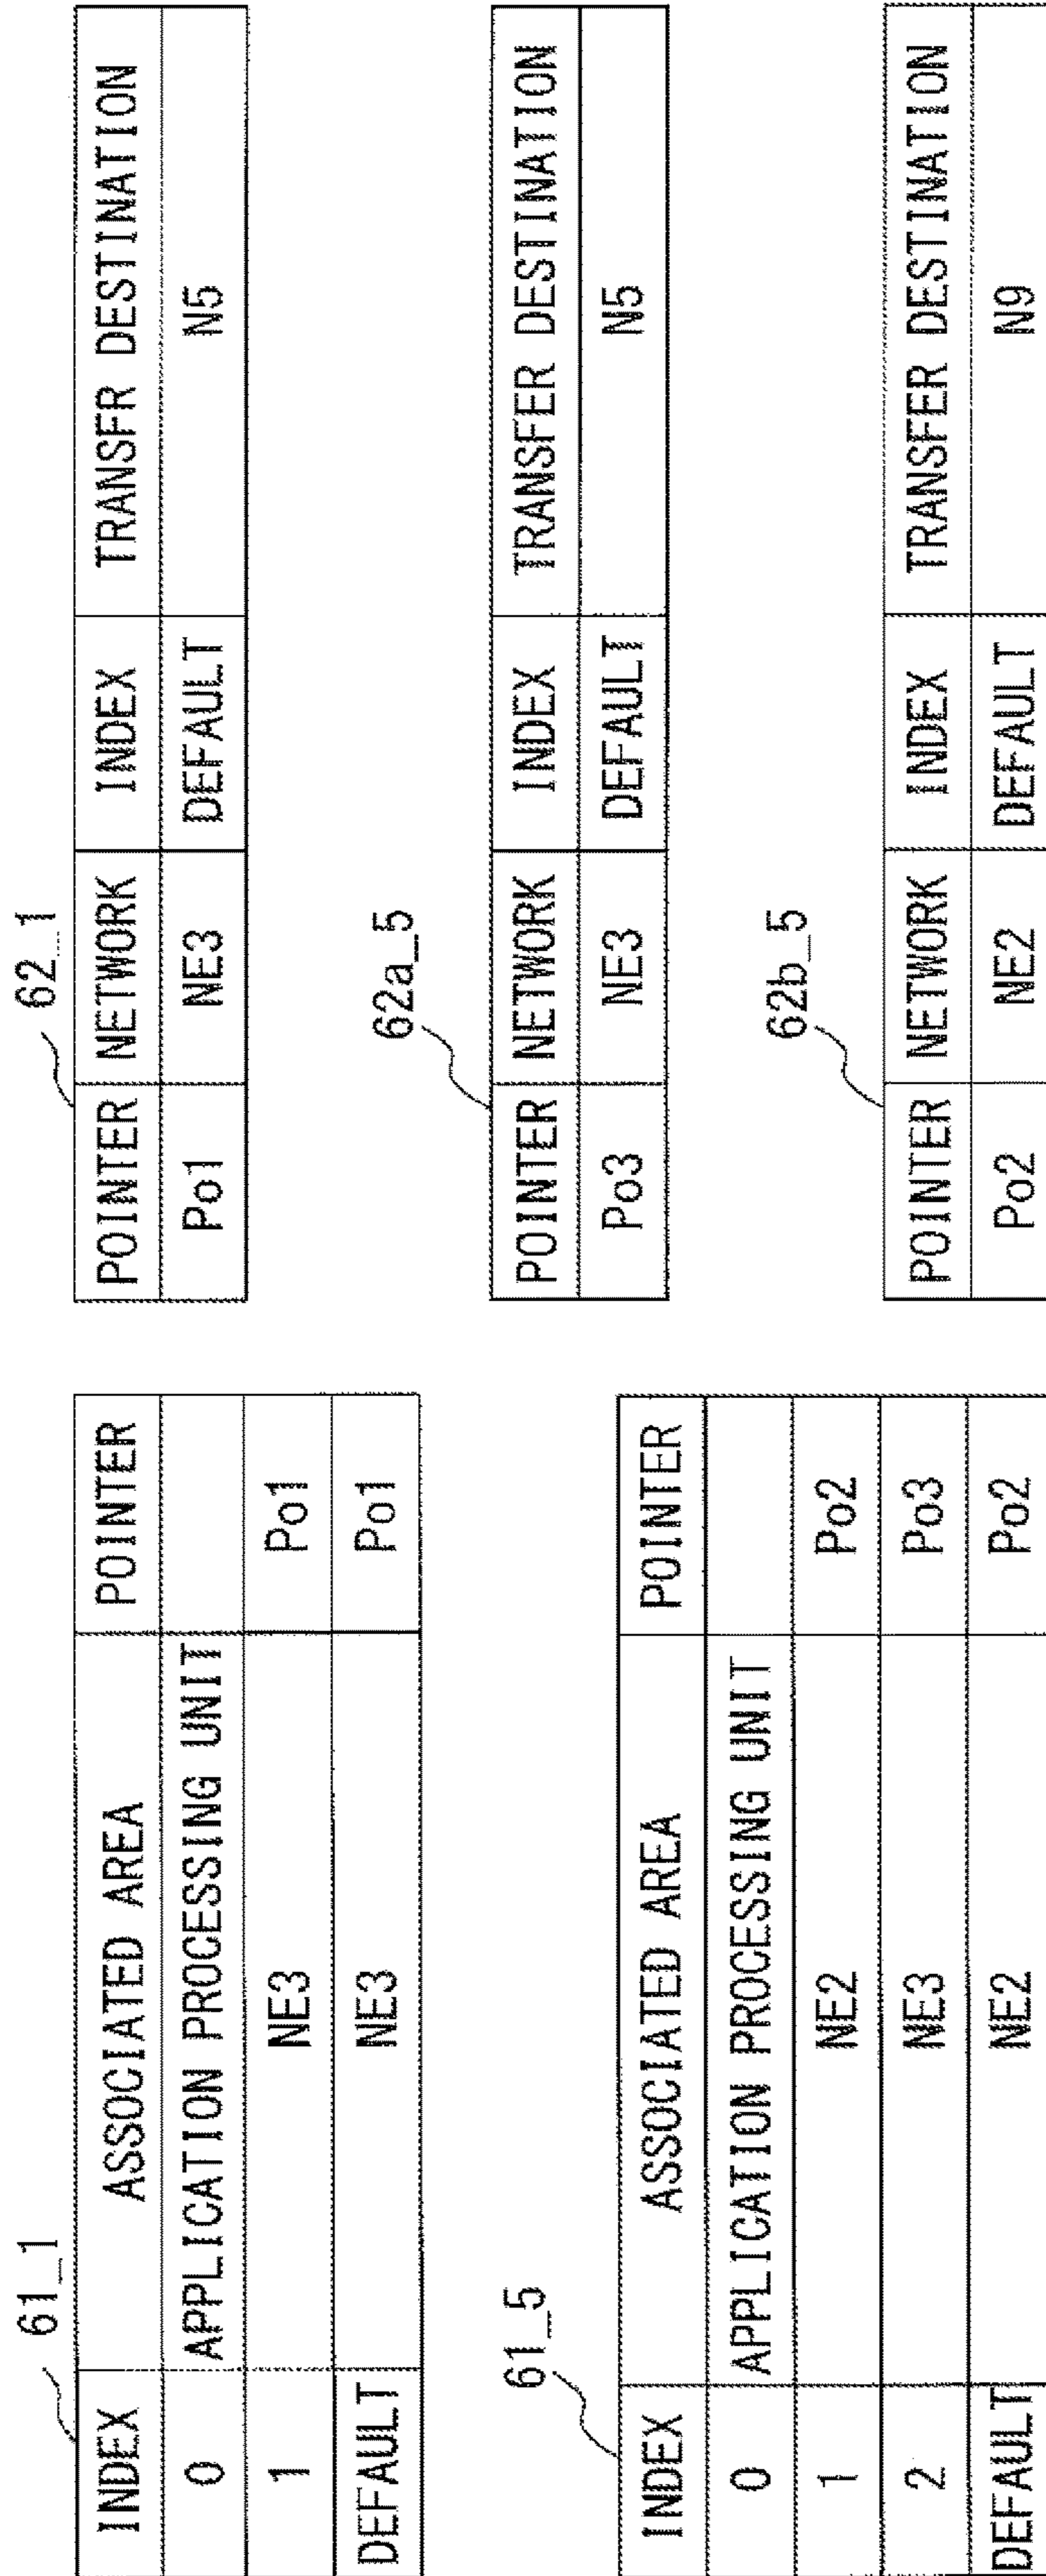 61_1
INDEX ASSOCIATED AREA POINTER
0 APPLICATION PROCESSING UNIT
1 NE3 Po1
DEFAULT NE3 Po1
62_1
POINTER NETWORK INDEX TRANSFR DESTINATION
Po1 NE3 DEFAULT N5
61_5
INDEX ASSOCIATED AREA POINTER
0 APPLICATION PROCESSING UNIT
1 NE2 Po2
2 NE3 Po3
DEFAULT NE2 Po2
62a_5
POINTER NETWORK INDEX TRANSFER DESTINATION
Po3 NE3 DEFAULT N5
62b_5
POINTER NETWORK INDEX TRANSFER DESTINATION
Po2 NE2 DEFAULT N9